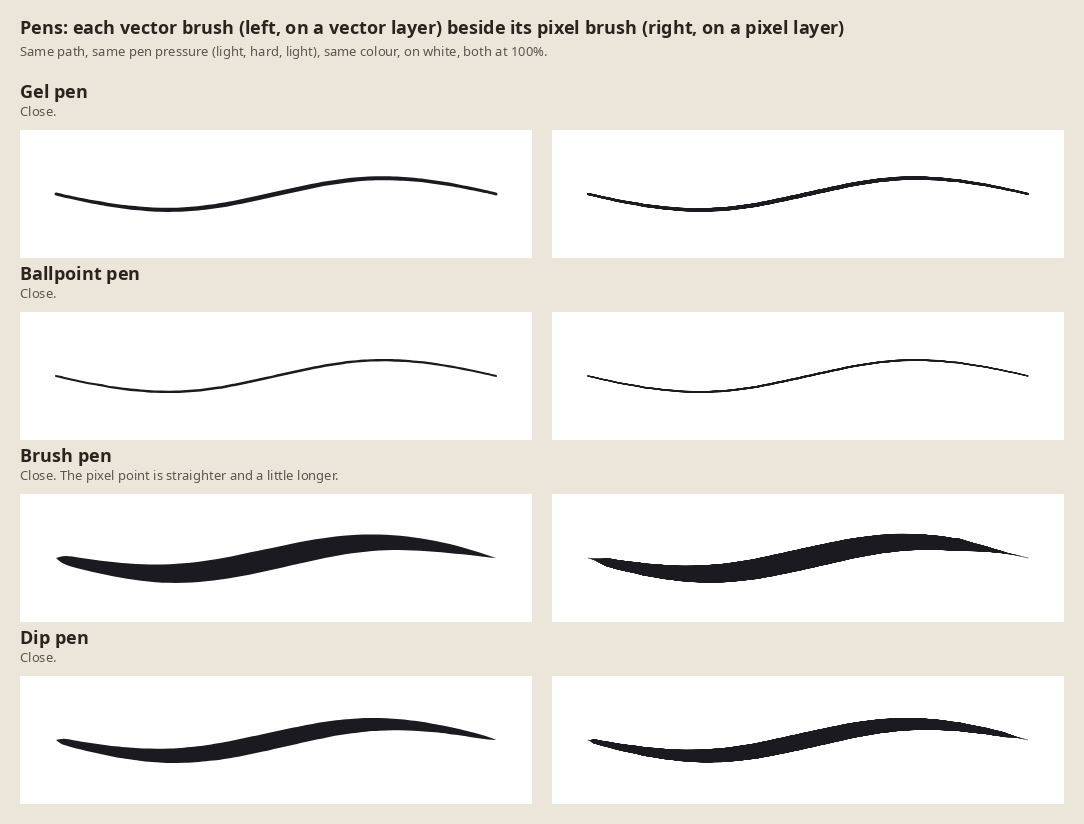 Pens: each vector brush (left, on a vector layer) beside its pixel brush (right, on a pixel layer)
Same path, same pen pressure (light, hard, light), same colour, on white, both at 100%.
Gel pen
Close.
Ballpoint pen
Close.
Brush pen
Close. The pixel point is straighter and a little longer.
Dip pen
Close.